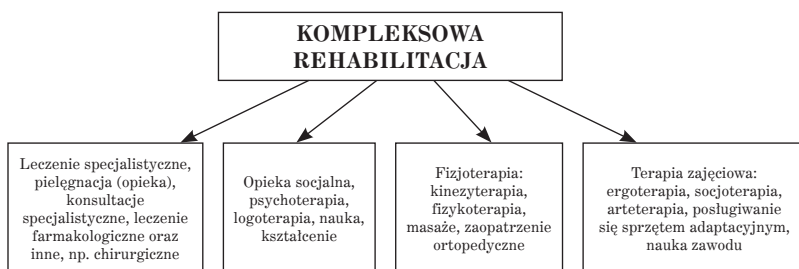 KOMPLEKSOWA
REHABILITACJA
Leczenie specjalistyczne,
pielęgnacja (opieka),
konsultacje
specjalistyczne, leczenie
farmakologiczne oraz
inne, np. chirurgiczne
Opieka socjalna,
psychoterapia,
logoterapia, nauka,
kształcenie
Fizjoterapia:
kinezyterapia,
fizykoterapia,
masaże, zaopatrzenie
ortopedyczne
Terapia zajęciowa:
ergoterapia, socjoterapia,
arteterapia, posługiwanie
się sprzętem adaptacyjnym,
nauka zawodu